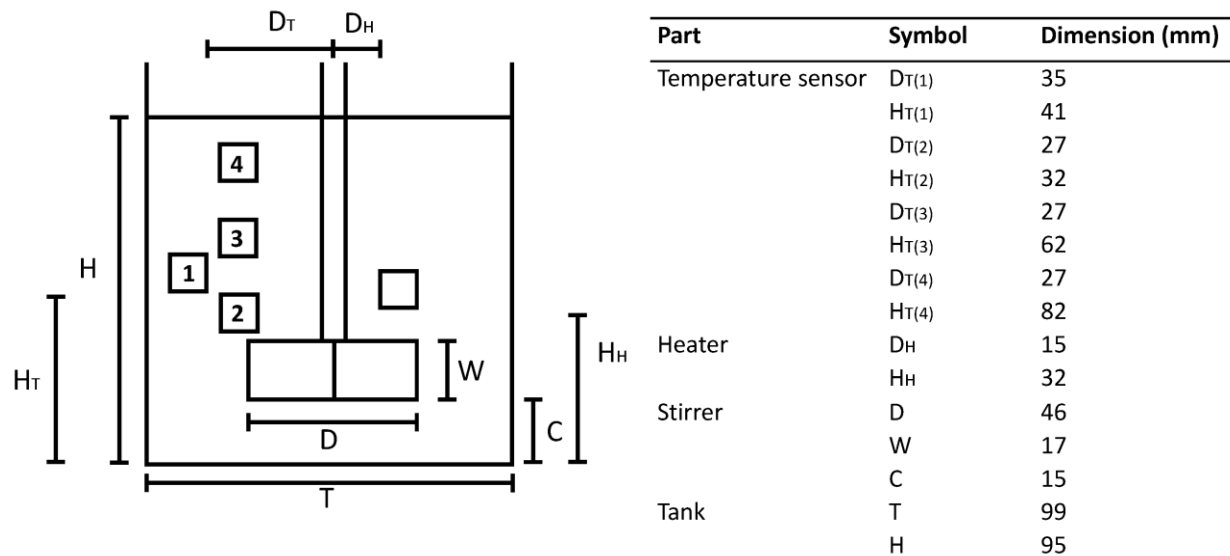 DT DH
4
3
1
2
H
HT
HH
W
D
C
T
Part Symbol Dimension (mm)
Temperature sensor DT(1) 35
HT(1) 41
DT(2) 27
HT(2) 32
DT(3) 27
HT(3) 62
DT(4) 27
HT(4) 82
Heater DH 15
HH 32
Stirrer D 46
W 17
C 15
Tank T 99
H 95